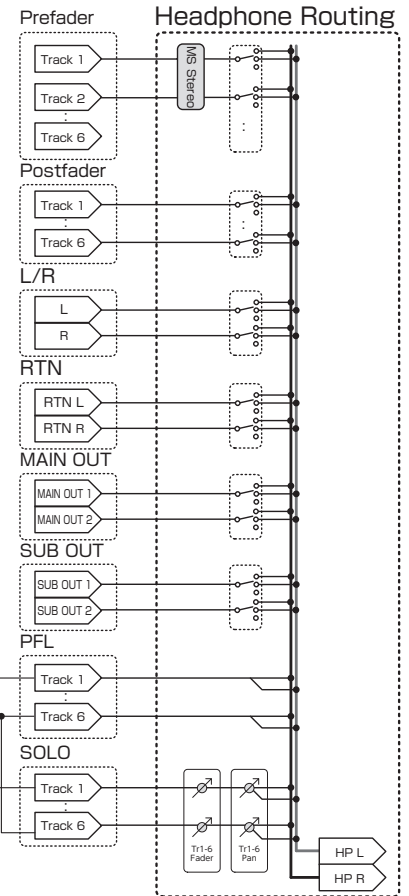 Prefader
Headphone Routing
Track 1
MS Stereo
Track 2
:
Track 6
:
Postfader
Track 1
:
Track 6
:
L/R
L
R
RTN
RTN L
RTN R
MAIN OUT
MAIN OUT 1
MAIN OUT 2
SUB OUT
SUB OUT 1
SUB OUT 2
PFL
Track 1
:
Track 6
SOLO
Track 1
:
Track 6
Tr1-6
Fader
Tr1-6
Pan
HP L
HP R